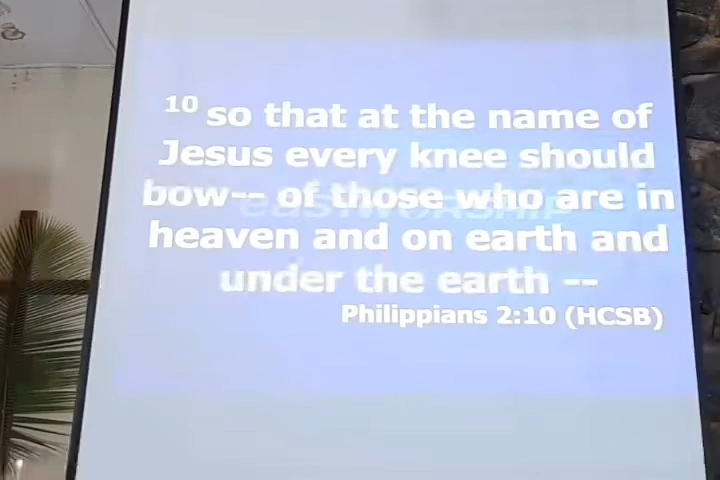 ¹⁰ so that at the name of
Jesus every knee should
bow-- of those who are in
heaven and on earth and
under the earth --
Philippians 2:10 (HCSB)
easyWORSHIP